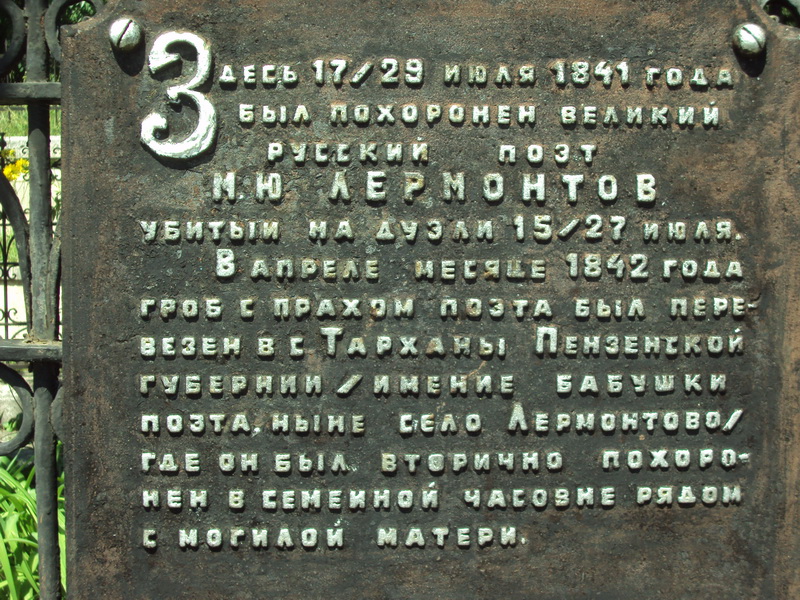 Здесь 17/29 июля 1841 года
был похоронен великий
русский поэт
М.Ю ЛЕРМОНТОВ
убитый на дуэли 15/27 июля.
В апреле месяце 1842 года
гроб с прахом поэта был пере-
везен в с Тарханы Пензенской
губернии/имение бабушки
поэта, ныне село Лермонтово/
где он был вторично похоро-
нен в семейной часовне рядом
с могилой матери.